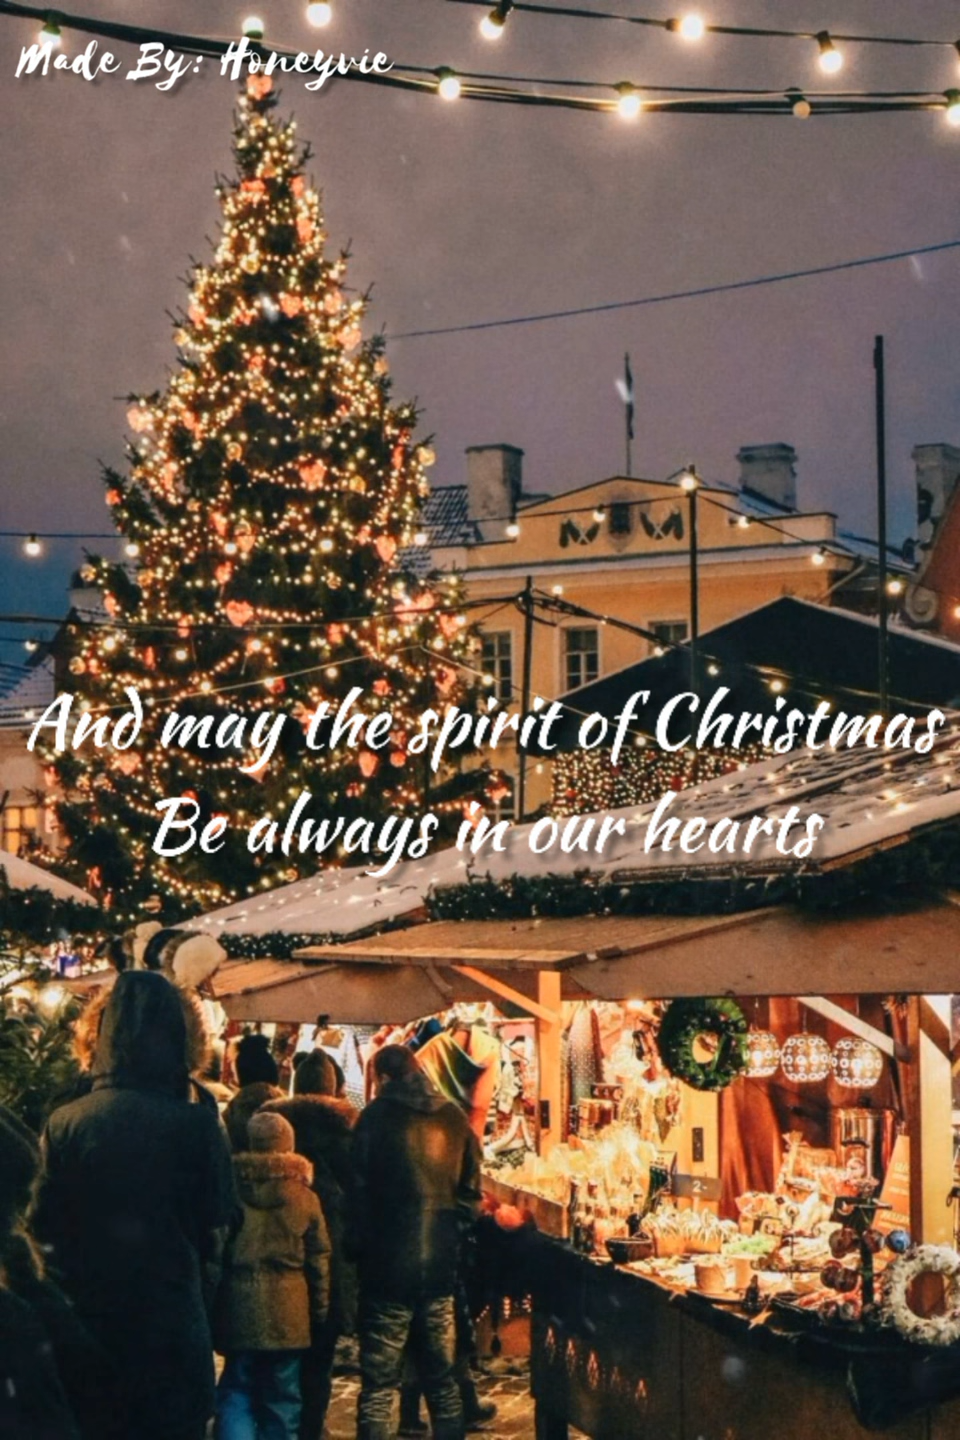 Made By: Honeyvie
And may the spirit of Christmas
Be always in our hearts